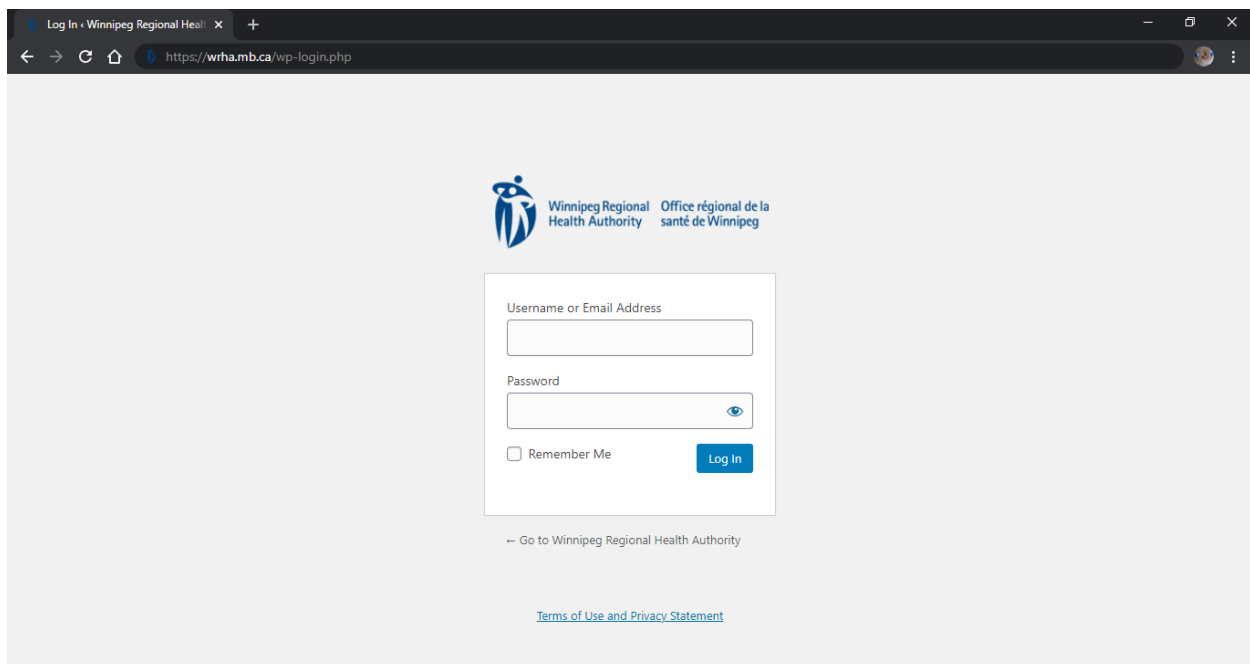 Log In ‹ Winnipeg Regional Heal
https://wrha.mb.ca/wp-login.php
Winnipeg Regional Office régional de la
Health Authority santé de Winnipeg
Username or Email Address
Password
Remember Me
Log In
← Go to Winnipeg Regional Health Authority
Terms of Use and Privacy Statement